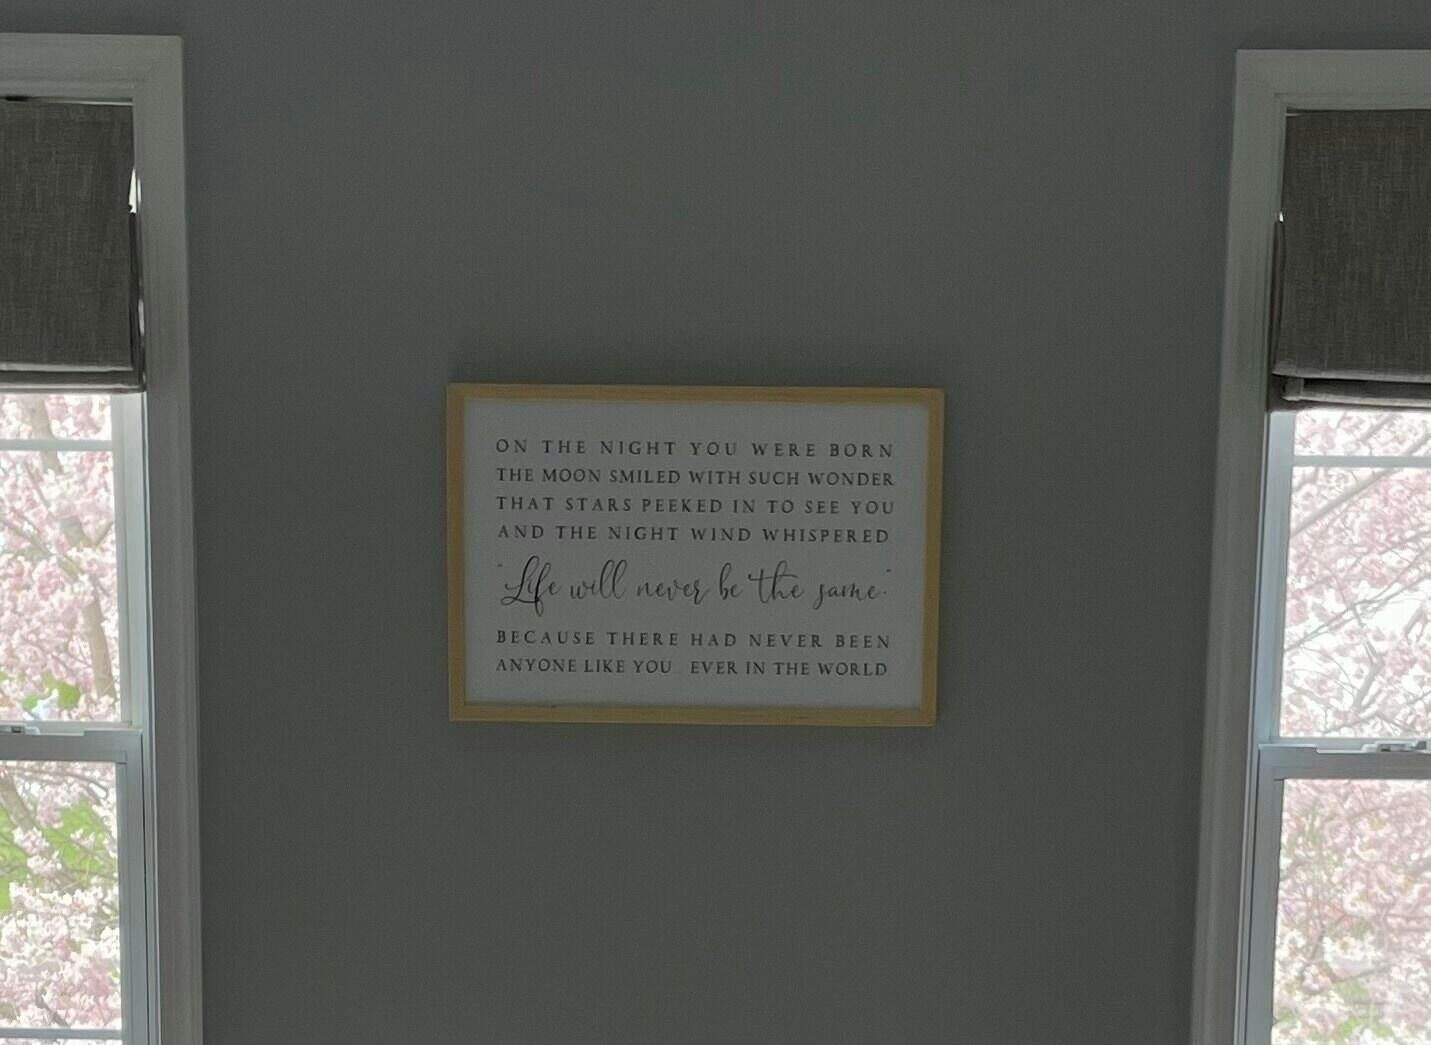 ON THE NIGHT YOU WERE BORN
THE MOON SMILED WITH SUCH WONDER
THAT STARS PEEKED IN TO SEE YOU
AND THE NIGHT WIND WHISPERED
"Life will never be the same."
BECAUSE THERE HAD NEVER BEEN
ANYONE LIKE YOU... EVER IN THE WORLD